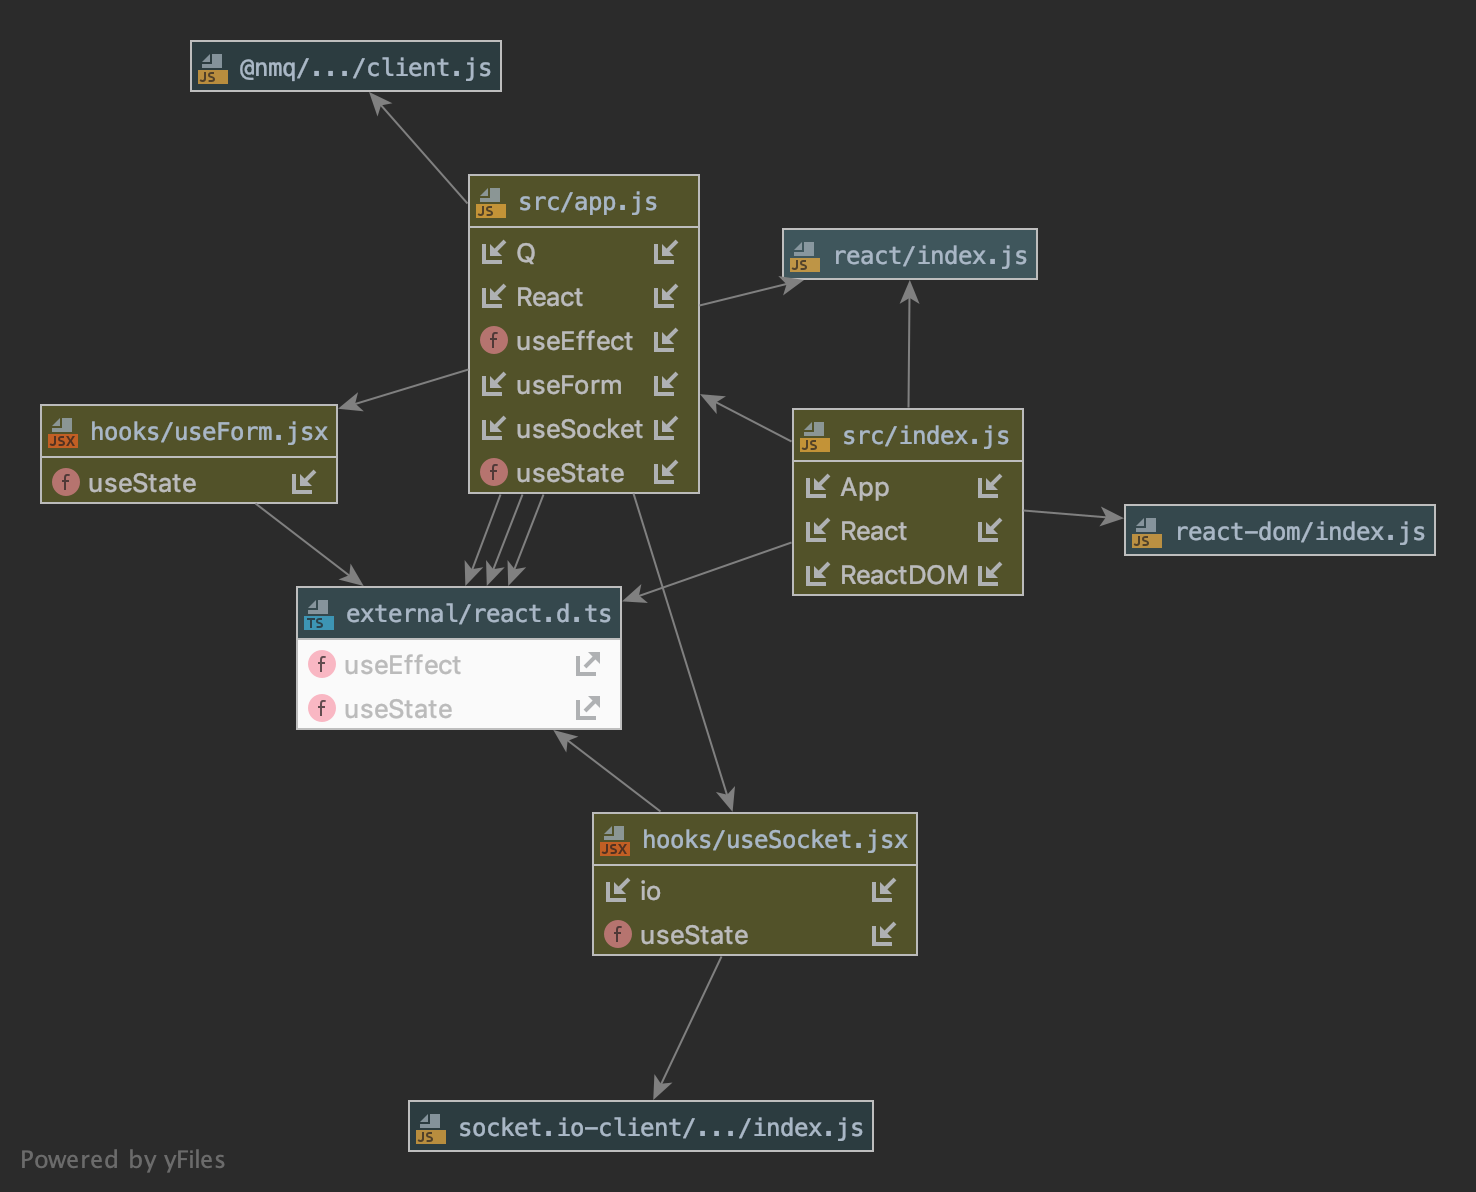 JS @nmq/.../client.js
JS src/app.js
Q
React
f useEffect
useForm
useSocket
f useState
JS react/index.js
JSX hooks/useForm.jsx
f useState
JS src/index.js
App
React
ReactDOM
JS react-dom/index.js
TS external/react.d.ts
f useEffect
f useState
JSX hooks/useSocket.jsx
io
f useState
JS socket.io-client/.../index.js
Powered by yFiles